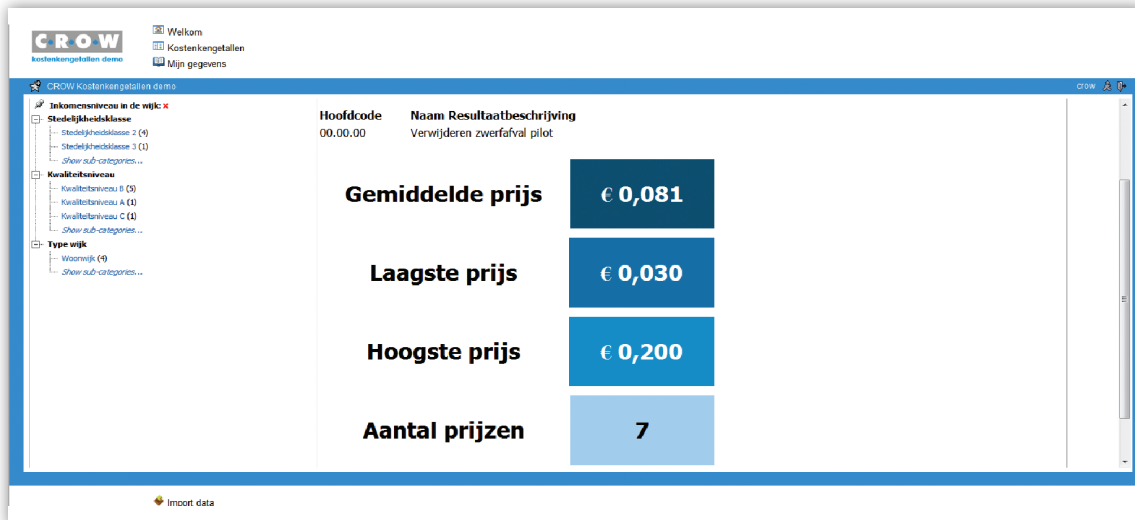 C·R·O·W
kostenkengetallen demo
Welkom
Kostenkengetallen
Mijn gegevens
CROW Kostenkengetallen demo
crow
Inkomensniveau in de wijk: x
Stedelijkheidsklasse
Stedelijkheidsklasse 2 (4)
Stedelijkheidsklasse 3 (1)
Show sub-categories...
Kwaliteitsniveau
Kwaliteitsniveau B (5)
Kwaliteitsniveau A (1)
Kwaliteitsniveau C (1)
Show sub-categories...
Type wijk
Woonwijk (4)
Show sub-categories...
Hoofdcode Naam Resultaatbeschrijving
00.00.00 Verwijderen zwerfafval pilot
Gemiddelde prijs € 0,081
Laagste prijs € 0,030
Hoogste prijs € 0,200
Aantal prijzen 7
Import data